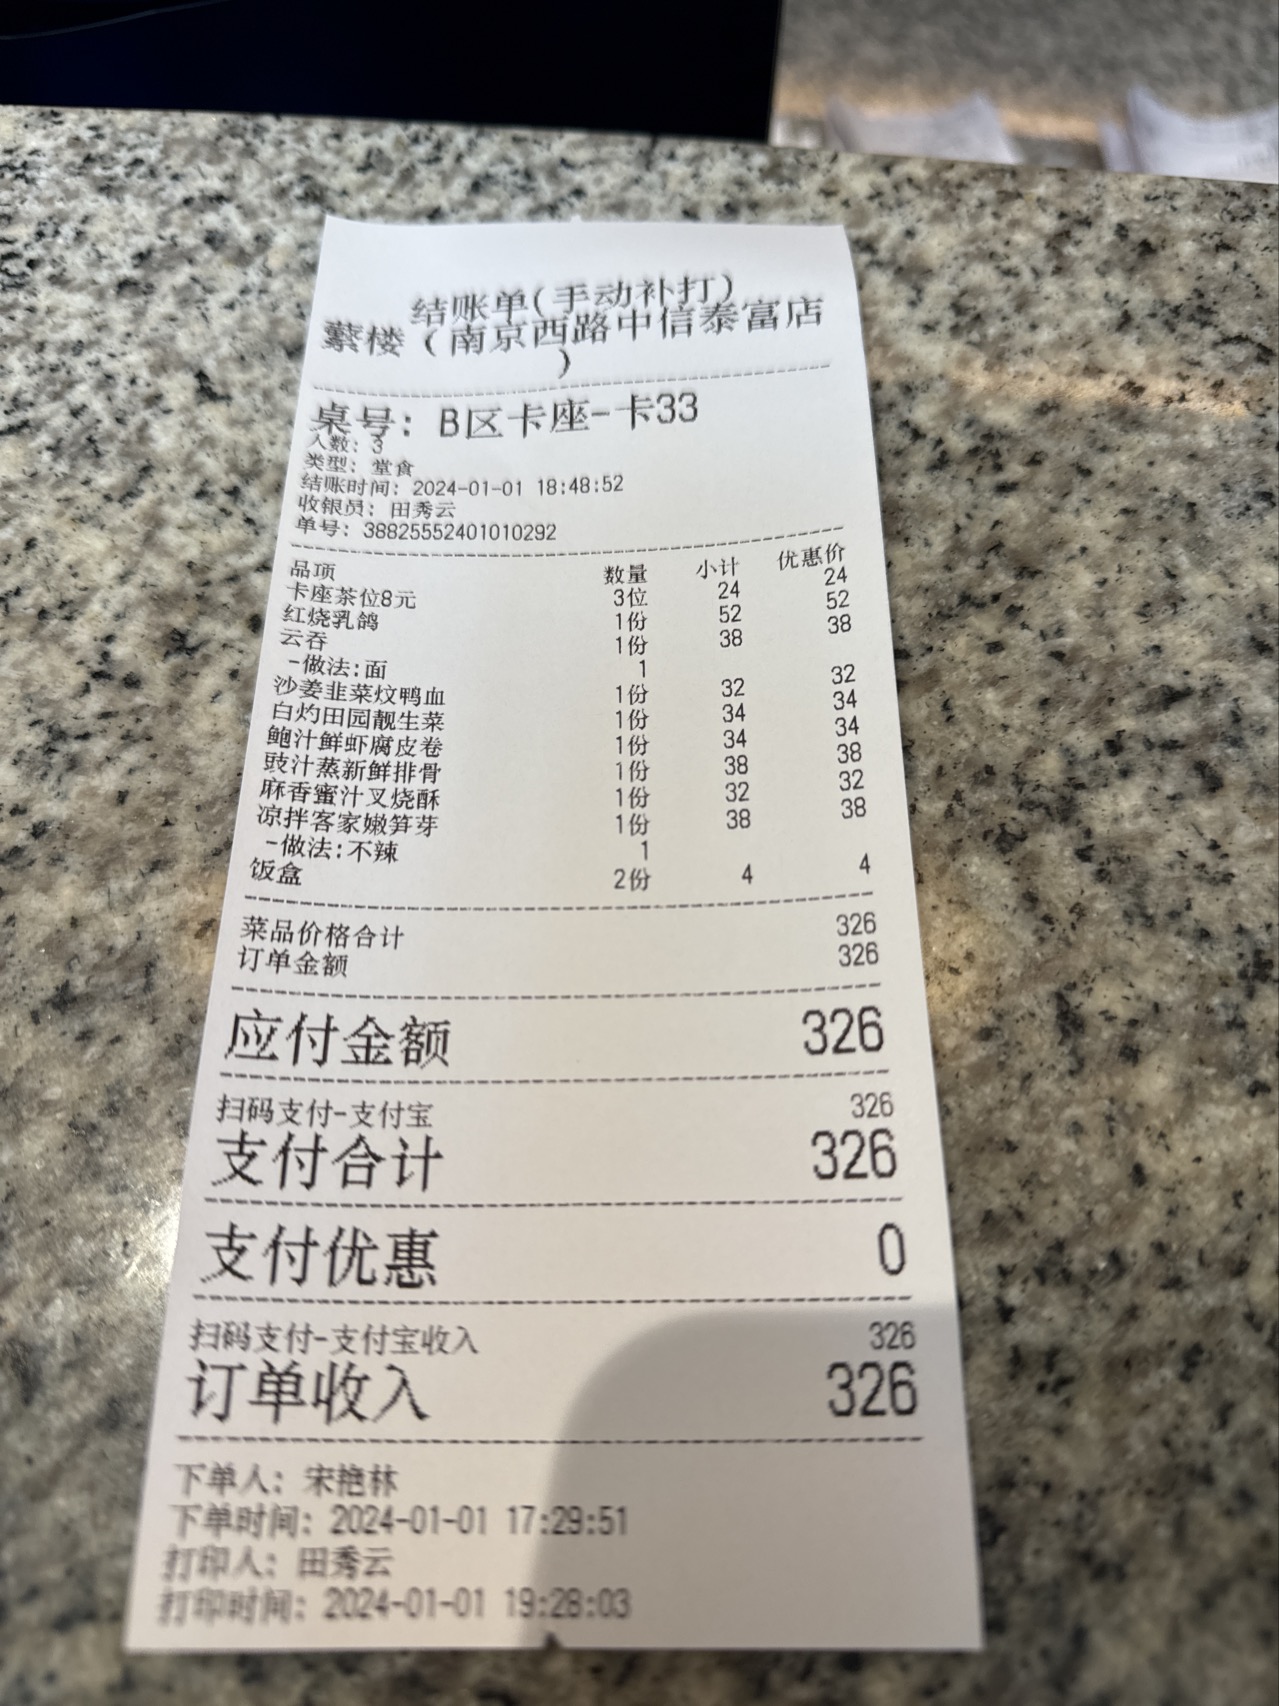 结账单(手动补打)
蘩楼（南京西路中信泰富店
）
桌号: B区卡座-卡33
人数: 3
类型: 堂食
结账时间: 2024-01-01 18:48:52
收银员: 田秀云
单号: 388255552401010292
品项 数量 小计 优惠价
卡座茶位8元 3位 24 24
红烧乳鸽 1份 52 52
云吞 1份 38 38
-做法:面 1
沙姜韭菜炆鸭血 1份 32 32
白灼田园靓生菜 1份 34 34
鲍汁鲜虾腐皮卷 1份 34 34
豉汁蒸新鲜排骨 1份 38 38
麻香蜜汁叉烧酥 1份 32 32
凉拌客家嫩笋芽 1份 38 38
-做法:不辣 1
饭盒 2份 4 4
菜品价格合计 326
订单金额 326
应付金额 326
扫码支付-支付宝 326
支付合计 326
支付优惠 0
扫码支付-支付宝收入 326
订单收入 326
下单人: 宋艳林
下单时间: 2024-01-01 17:29:51
打印人: 田秀云
打印时间: 2024-01-01 19:28:03